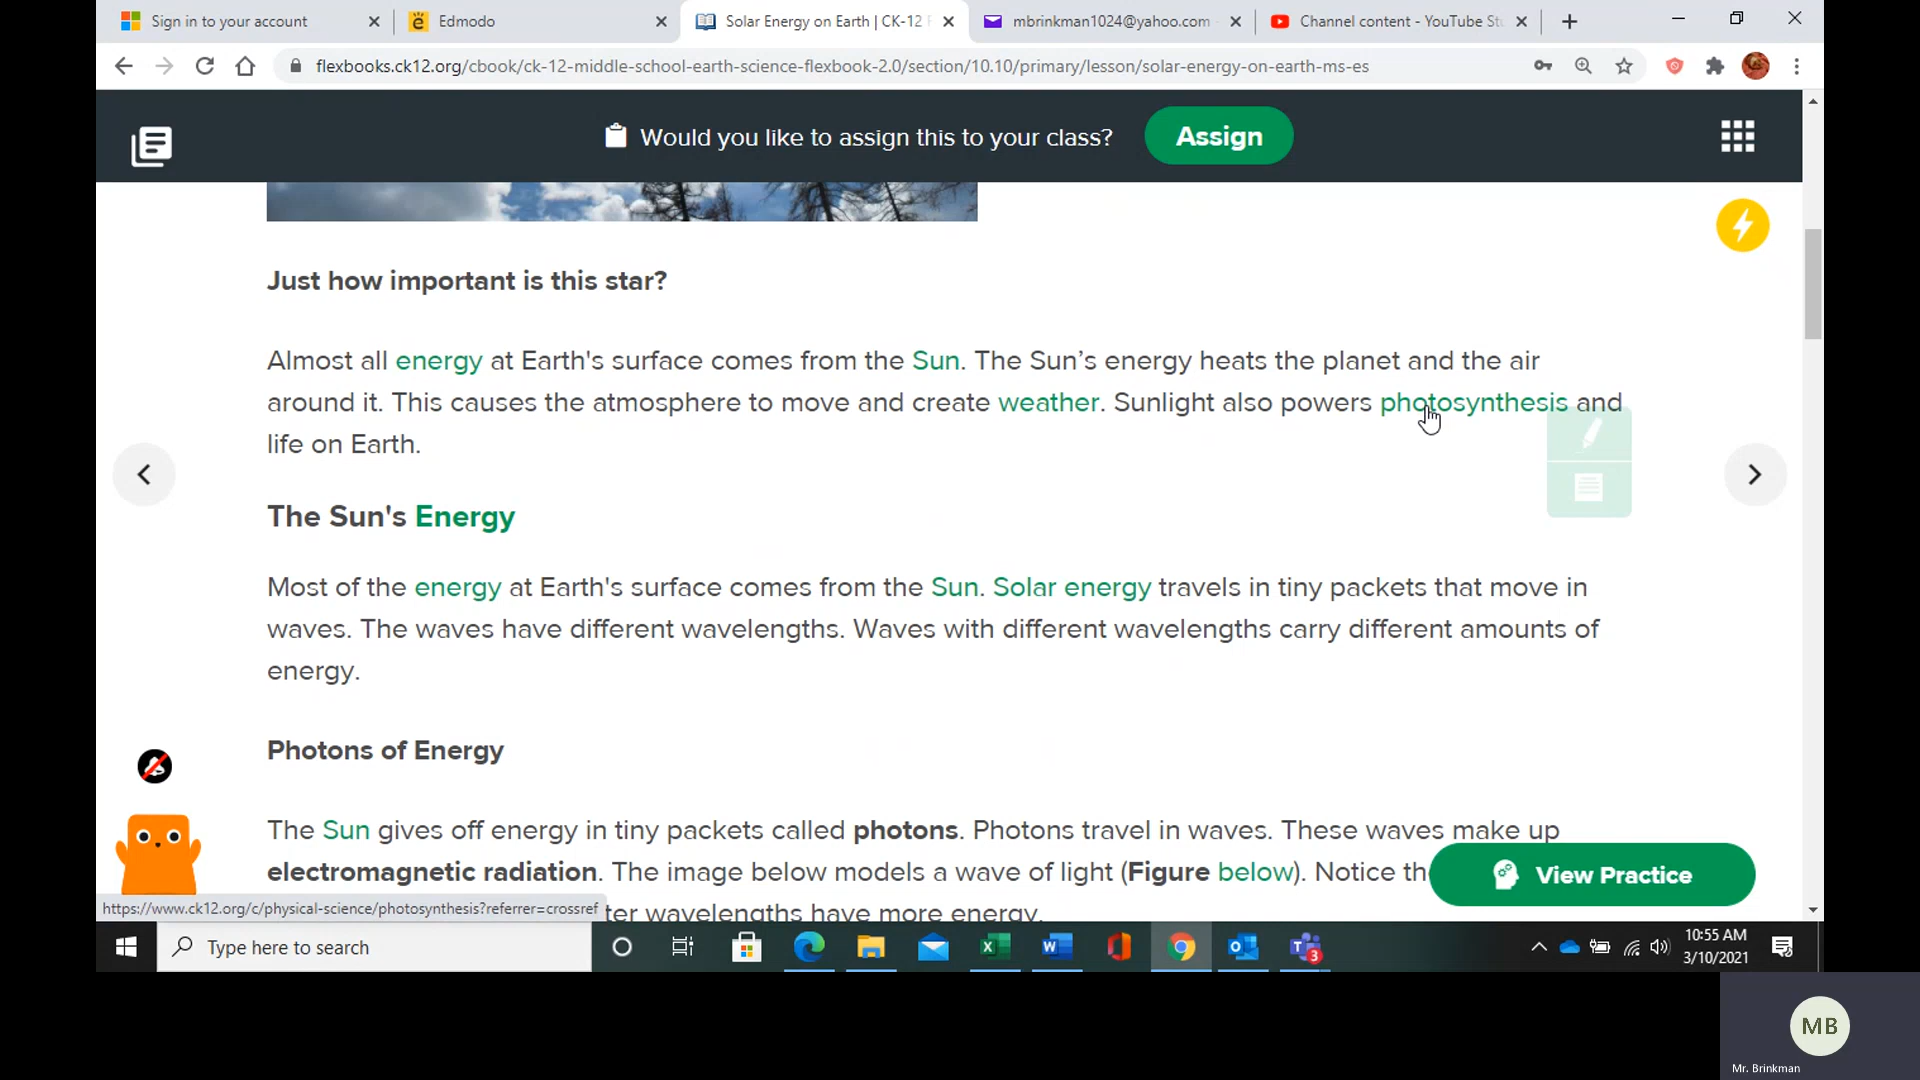 Sign in to your account
Edmodo
Solar Energy on Earth | CK-12 F
mbrinkman1024@yahoo.com -
Channel content - YouTube Stu
flexbooks.ck12.org/cbook/ck-12-middle-school-earth-science-flexbook-2.0/section/10.10/primary/lesson/solar-energy-on-earth-ms-es
Would you like to assign this to your class?
Assign
Just how important is this star?
Almost all energy at Earth's surface comes from the Sun. The Sun’s energy heats the planet and the air
around it. This causes the atmosphere to move and create weather. Sunlight also powers photosynthesis and
life on Earth.
The Sun's Energy
Most of the energy at Earth's surface comes from the Sun. Solar energy travels in tiny packets that move in
waves. The waves have different wavelengths. Waves with different wavelengths carry different amounts of
energy.
Photons of Energy
The Sun gives off energy in tiny packets called photons. Photons travel in waves. These waves make up
electromagnetic radiation. The image below models a wave of light (Figure below). Notice th
View Practice
https://www.ck12.org/c/physical-science/photosynthesis?referrer=crossref
ter wavelengths have more energy.
Type here to search
3
10:55 AM
3/10/2021
MB
Mr. Brinkman